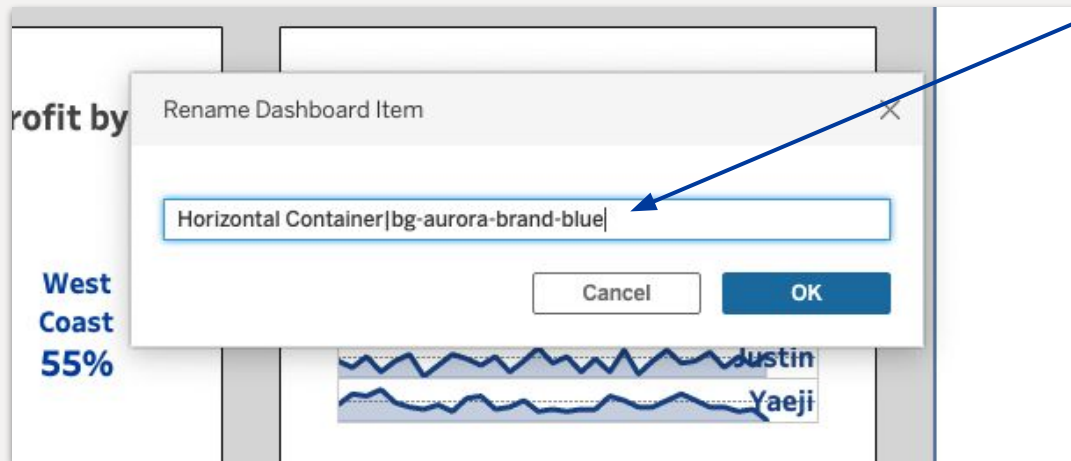 rofit by
Rename Dashboard Item
Horizontal Container|bg-aurora-brand-blue
Cancel OK
West
Coast
55%
Justin
Yaeji